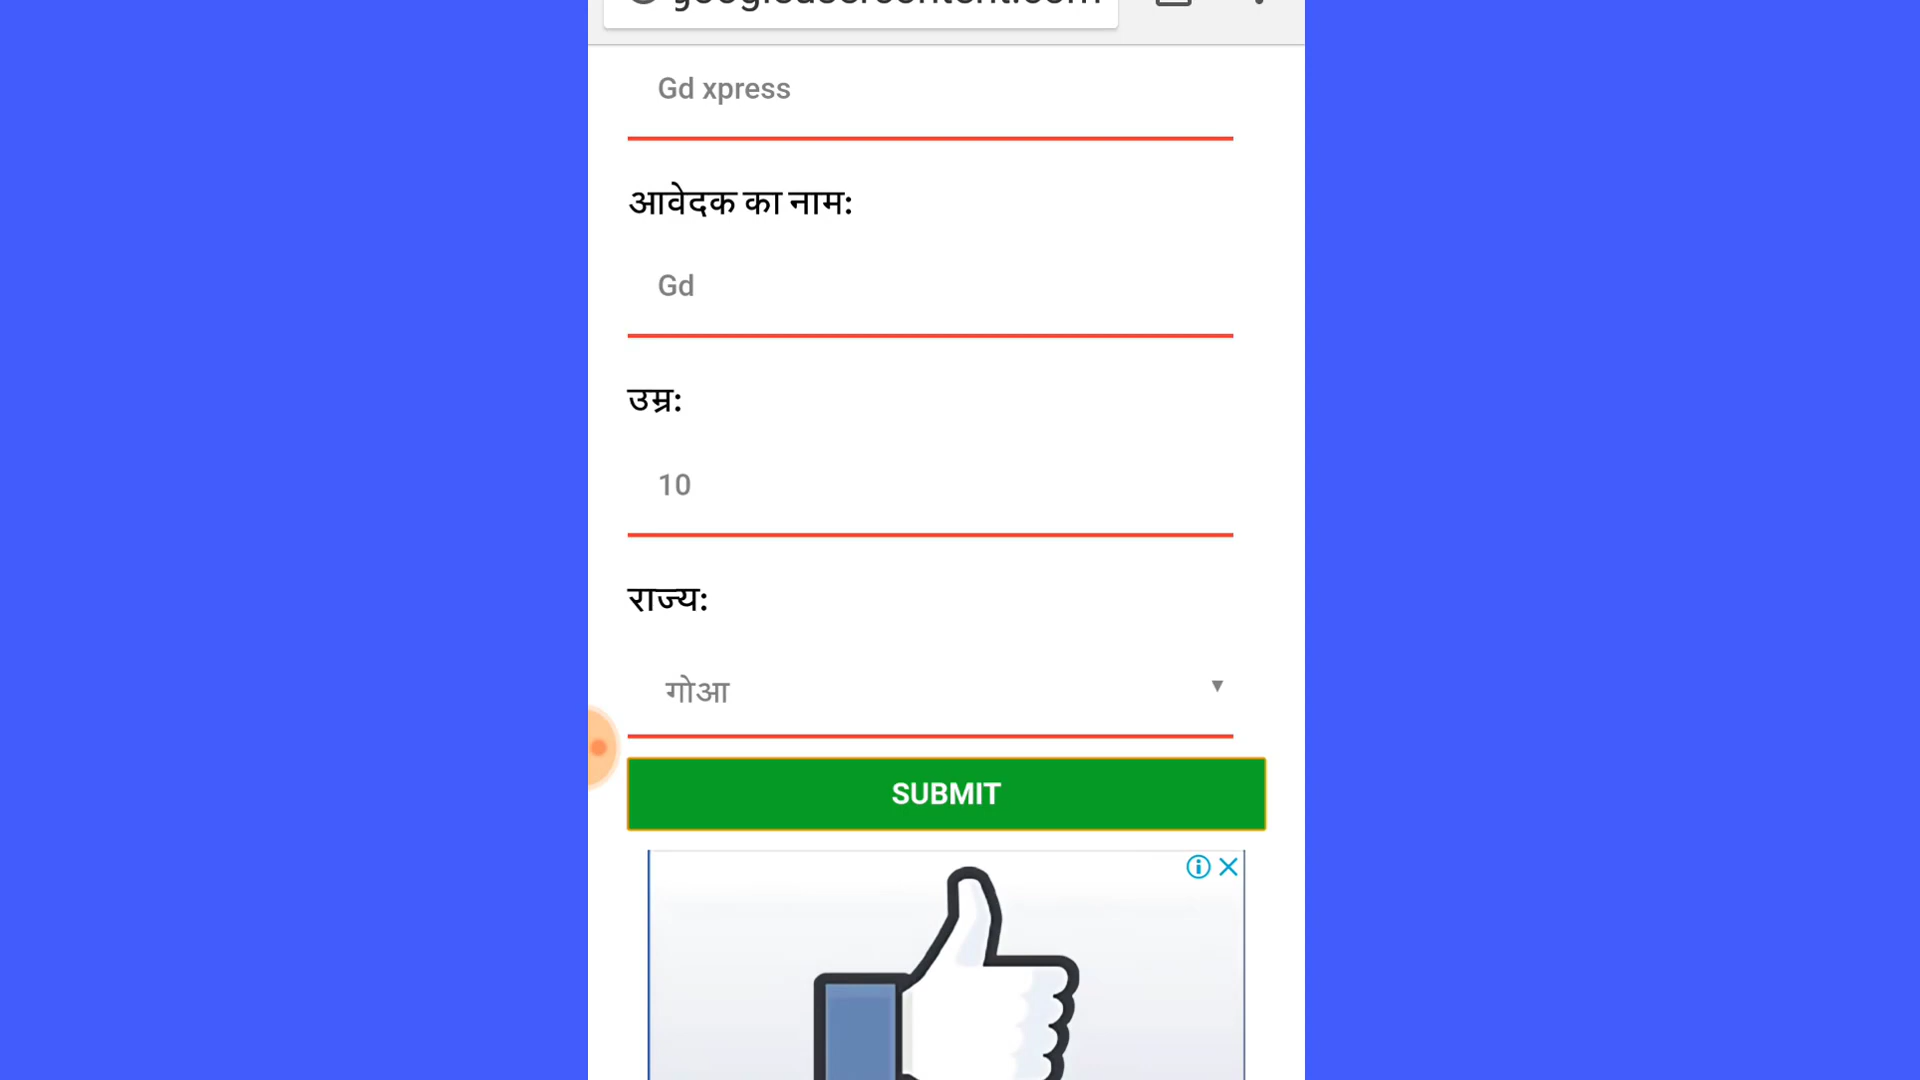 Gd xpress
आवेदक का नाम:
Gd
उम्र:
10
राज्य:
गोआ
SUBMIT